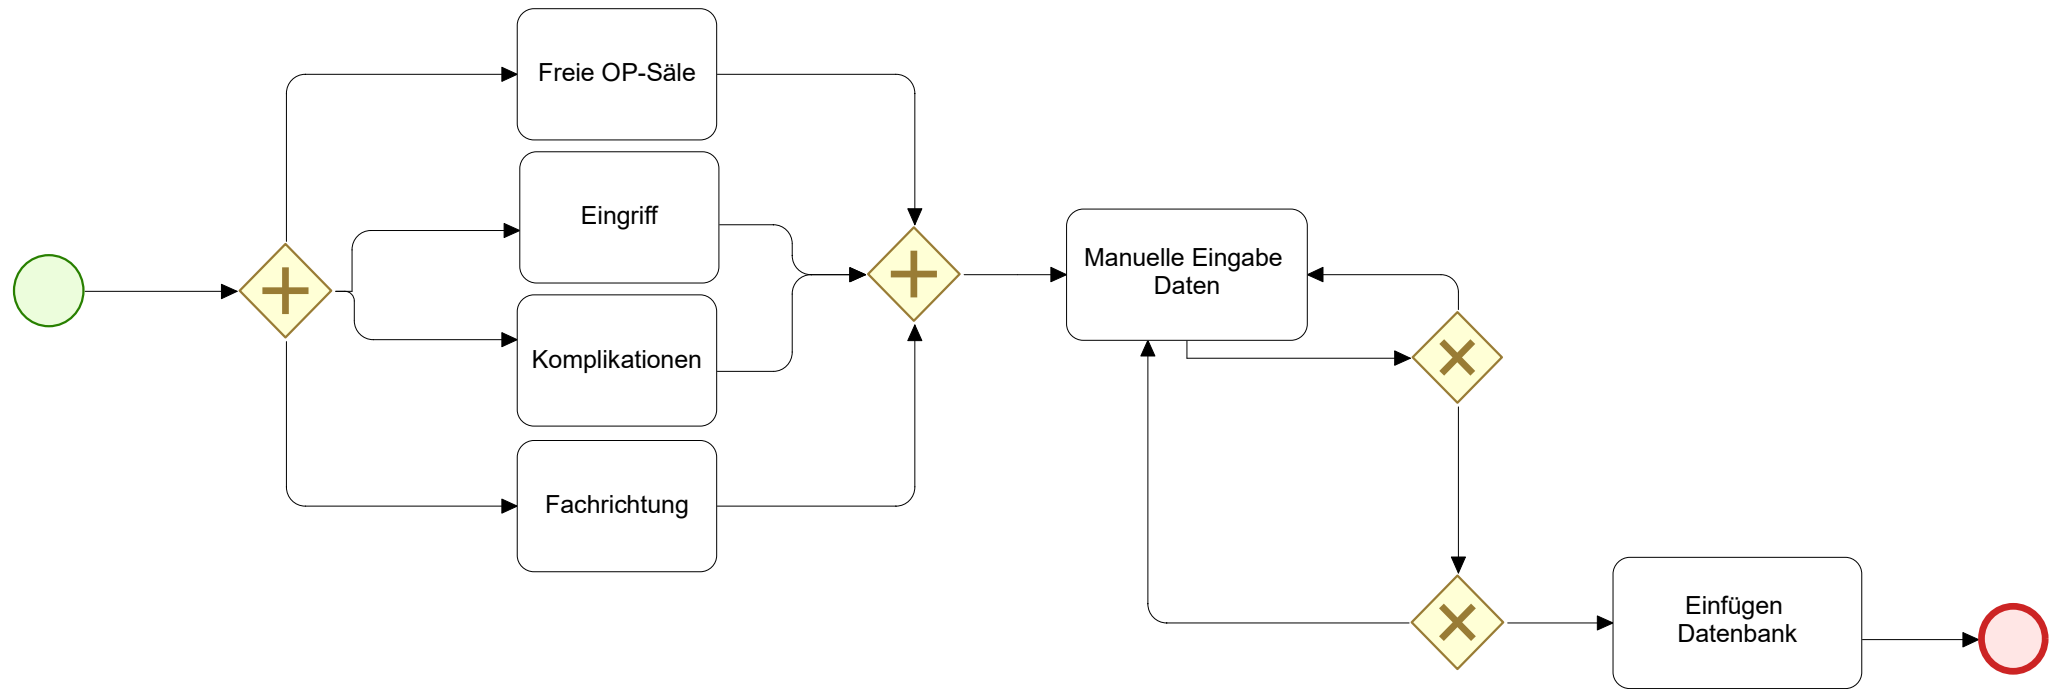 Freie OP-Säle
Eingriff
Komplikationen
Fachrichtung
Manuelle Eingabe
Daten
Einfügen
Datenbank